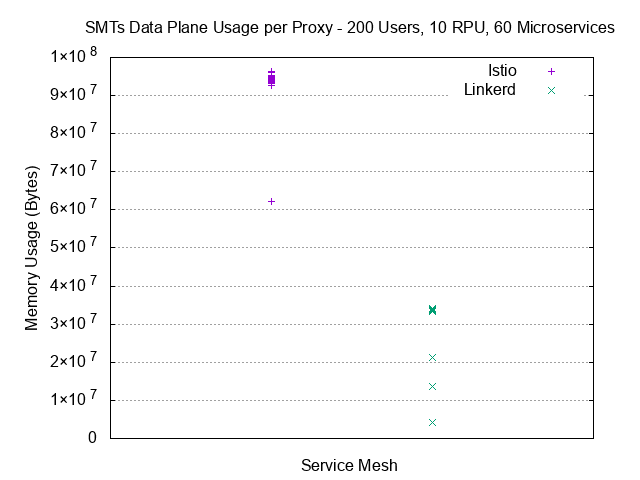 SMTs Data Plane Usage per Proxy - 200 Users, 10 RPU, 60 Microservices
1×10^8
Istio
9×10^7
Linkerd
8×10^7
7×10^7
6×10^7
5×10^7
4×10^7
3×10^7
2×10^7
1×10^7
0
Memory Usage (Bytes)
Service Mesh